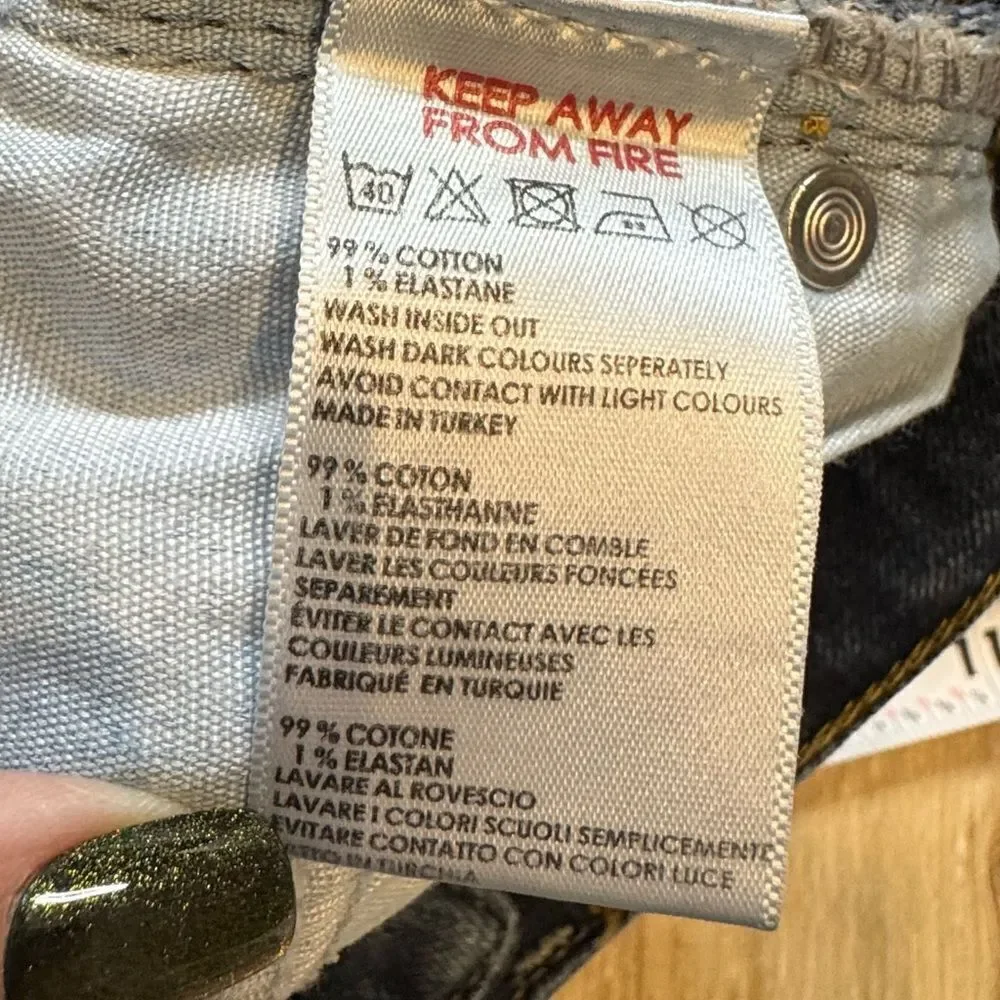 KEEP AWAY
FROM FIRE
40
99 % COTTON
1 % ELASTANE
WASH INSIDE OUT
WASH DARK COLOURS SEPERATELY
AVOID CONTACT WITH LIGHT COLOURS
MADE IN TURKEY
99 % COTON
1 % ELASTHANNE
LAVER DE FOND EN COMBLE
LAVER LES COULEURS FONCÉES
SEPAREMENT
ÉVITER LE CONTACT AVEC LES
COULEURS LUMINEUSES
FABRIQUÉ EN TURQUIE
99 % COTONE
1 % ELASTAN
LAVARE AL ROVESCIO
LAVARE I COLORI SCUOLI SEMPLICEMENTE
EVITARE CONTATTO CON COLORI LUCE
11